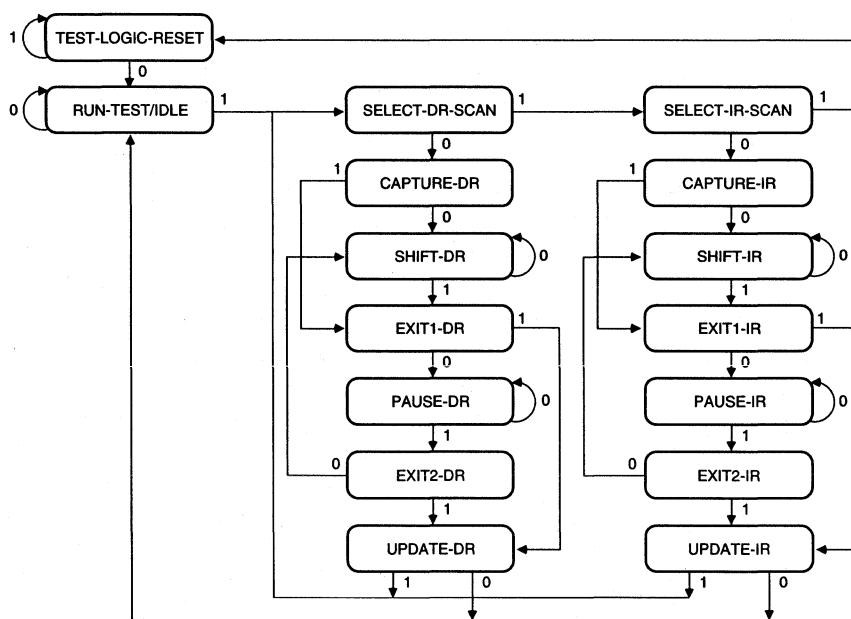 1 TEST-LOGIC-RESET
0
0 RUN-TEST/IDLE 1 SELECT-DR-SCAN 1 SELECT-IR-SCAN 1
0 0
1 CAPTURE-DR 1 CAPTURE-IR
0 0
SHIFT-DR 0 SHIFT-IR 0
1 1
EXIT1-DR 1 EXIT1-IR 1
0 0
PAUSE-DR 0 PAUSE-IR 0
1 1
0 EXIT2-DR 0 EXIT2-IR
1 1
UPDATE-DR UPDATE-IR
1 0 1 0